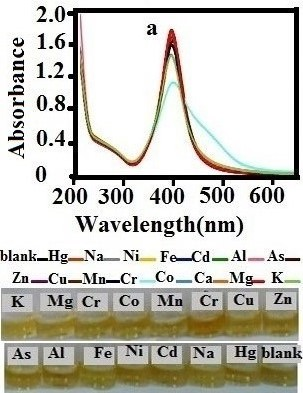 a
2.0
1.6
1.2
0.8
0.4
0
Absorbance
200 300 400 500 600
Wavelength(nm)
blank Hg Na Ni Fe Cd Al As
Zn Cu Mn Cr Co Ca Mg K
K Mg Cr Co Mn Cr Cu Zn
As Al Fe Ni Cd Na Hg blank